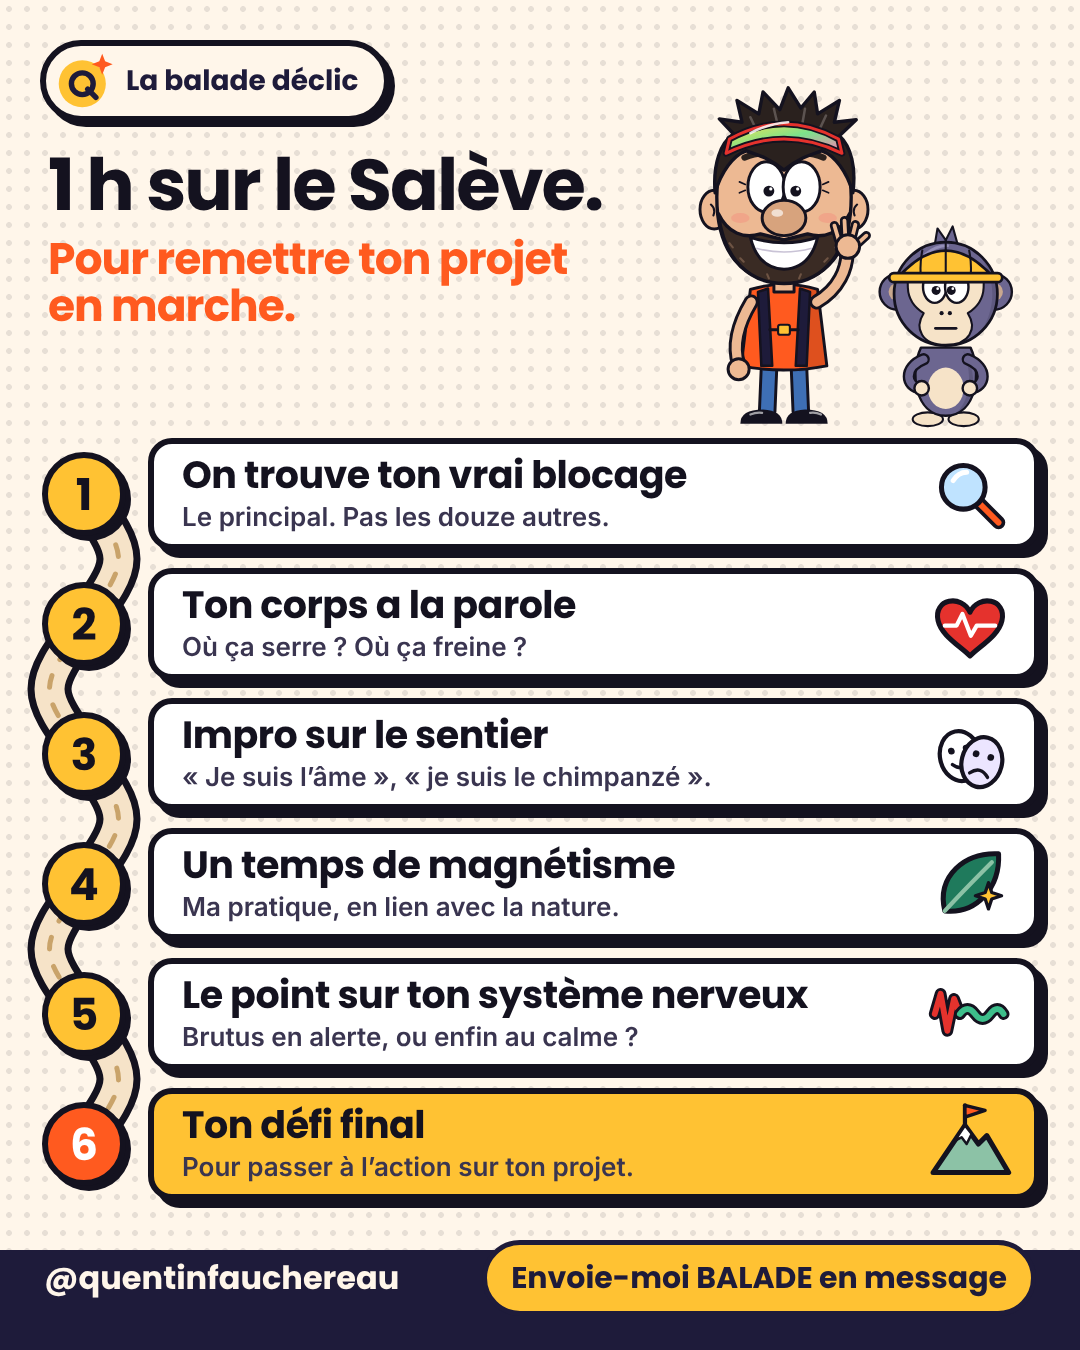 Q La balade déclic
1 h sur le Salève.
Pour remettre ton projet
en marche.
1
On trouve ton vrai blocage
Le principal. Pas les douze autres.
2
Ton corps a la parole
Où ça serre ? Où ça freine ?
3
Impro sur le sentier
« Je suis l’âme », « je suis le chimpanzé ».
4
Un temps de magnétisme
Ma pratique, en lien avec la nature.
5
Le point sur ton système nerveux
Brutus en alerte, ou enfin au calme ?
6
Ton défi final
Pour passer à l’action sur ton projet.
@quentinfauchereau
Envoie-moi BALADE en message